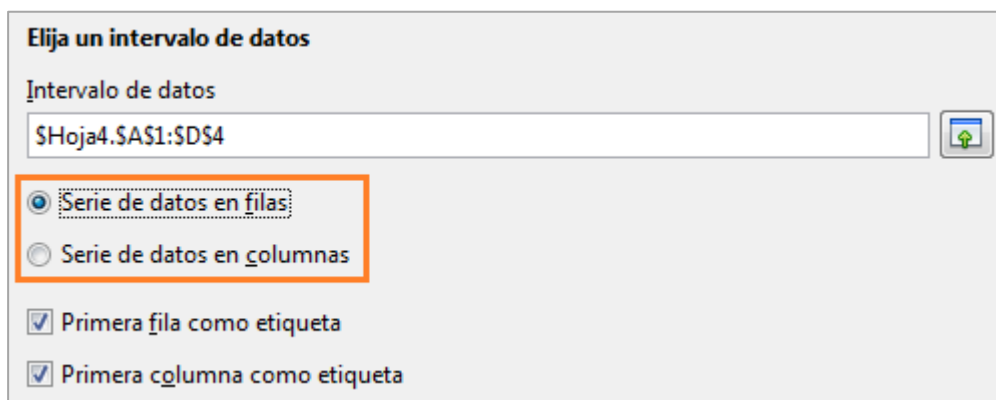 Elija un intervalo de datos
Intervalo de datos
$Hoja4.$A$1:$D$4
Serie de datos en filas
Serie de datos en columnas
Primera fila como etiqueta
Primera columna como etiqueta